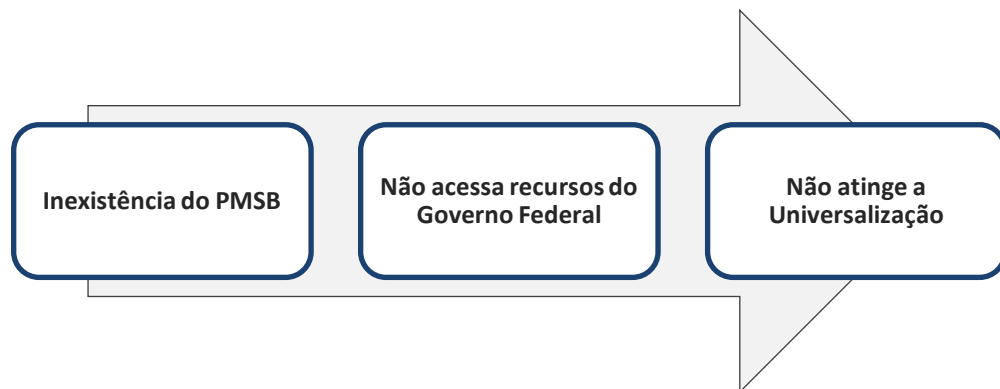 Inexistência do PMSB
Não acessa recursos do
Governo Federal
Não atinge a
Universalização